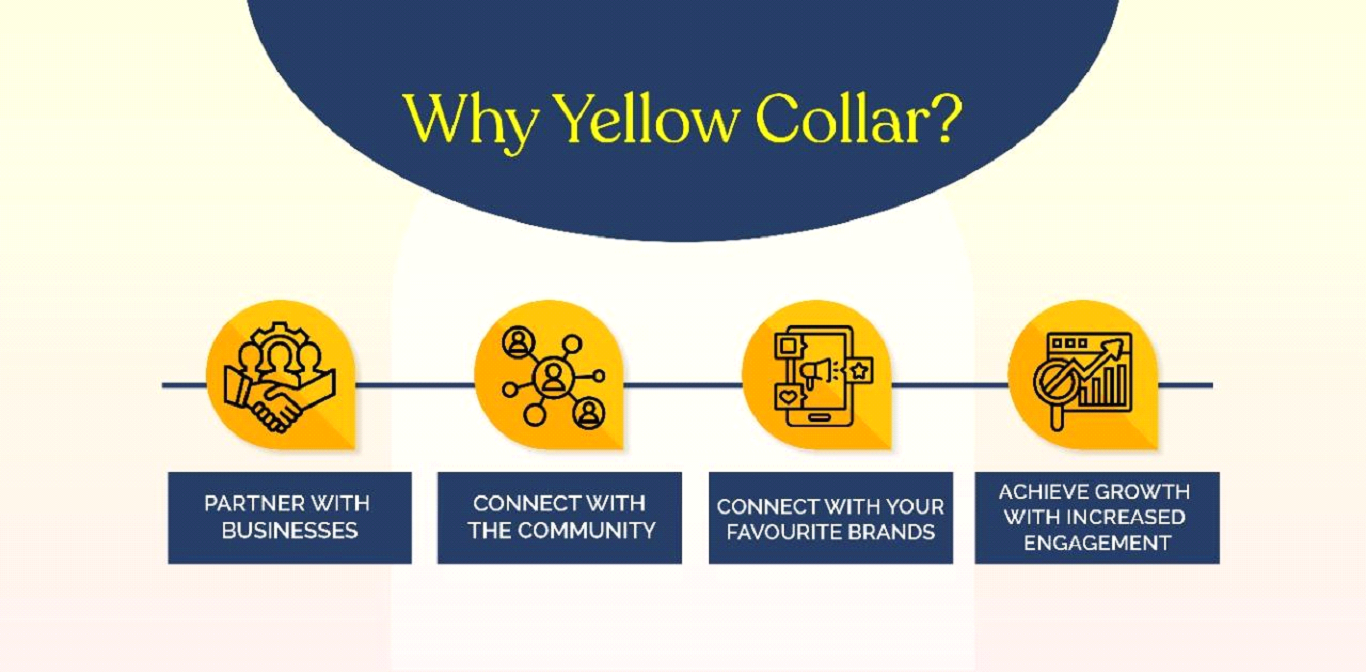 Why Yellow Collar?
PARTNER WITH
BUSINESSES
CONNECT WITH
THE COMMUNITY
CONNECT WITH YOUR
FAVOURITE BRANDS
ACHIEVE GROWTH
WITH INCREASED
ENGAGEMENT